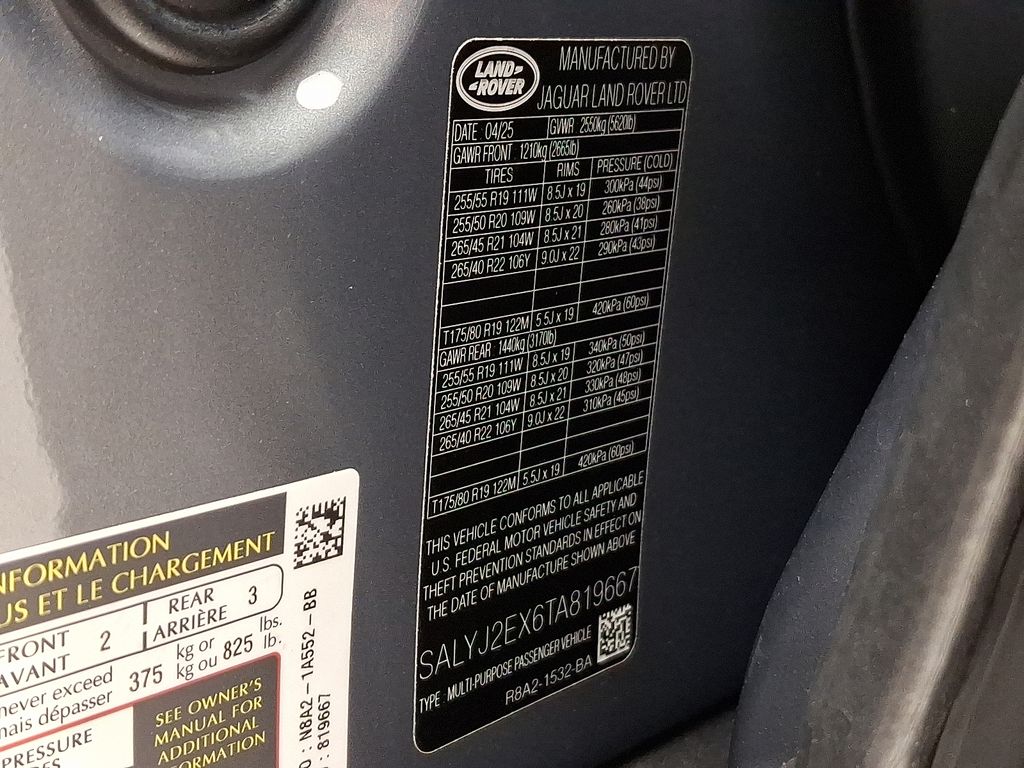 LAND-
-ROVER
MANUFACTURED BY
JAGUAR LAND ROVER LTD
DATE : 04/25 GVWR 2550kg (5620lb)
GAWR FRONT 1210kg (2665lb)
TIRES RIMS PRESSURE (COLD)
255/55 R19 111W 8.5J x 19 300kPa (44psi)
255/50 R20 109W 8.5J x 20 260kPa (38psi)
265/45 R21 104W 8.5J x 21 280kPa (41psi)
265/40 R22 106Y 9.0J x 22 290kPa (43psi)
T175/80 R19 122M 5.5J x 19 420kPa (60psi)
GAWR REAR 1440kg (3170lb)
255/55 R19 111W 8.5J x 19 340kPa (50psi)
255/50 R20 109W 8.5J x 20 320kPa (47psi)
265/45 R21 104W 8.5J x 21 330kPa (48psi)
265/40 R22 106Y 9.0J x 22 310kPa (45psi)
T175/80 R19 122M 5.5J x 19 420kPa (60psi)
THIS VEHICLE CONFORMS TO ALL APPLICABLE
U.S. FEDERAL MOTOR VEHICLE SAFETY AND
THEFT PREVENTION STANDARDS IN EFFECT ON
THE DATE OF MANUFACTURE SHOWN ABOVE
SALYJ2EX6TA819667
TYPE : MULTI-PURPOSE PASSENGER VEHICLE
R8A2-1532-BA
NFORMATION
US ET LE CHARGEMENT
FRONT 2 REAR 3
AVANT ARRIÈRE
never exceed 375 kg or 825 lbs.
mais dépasser kg ou lb.
PRESSURE
SEE OWNER'S
MANUAL FOR
ADDITIONAL
INFORMATION
: N8A2-1A552-BB
: 819667